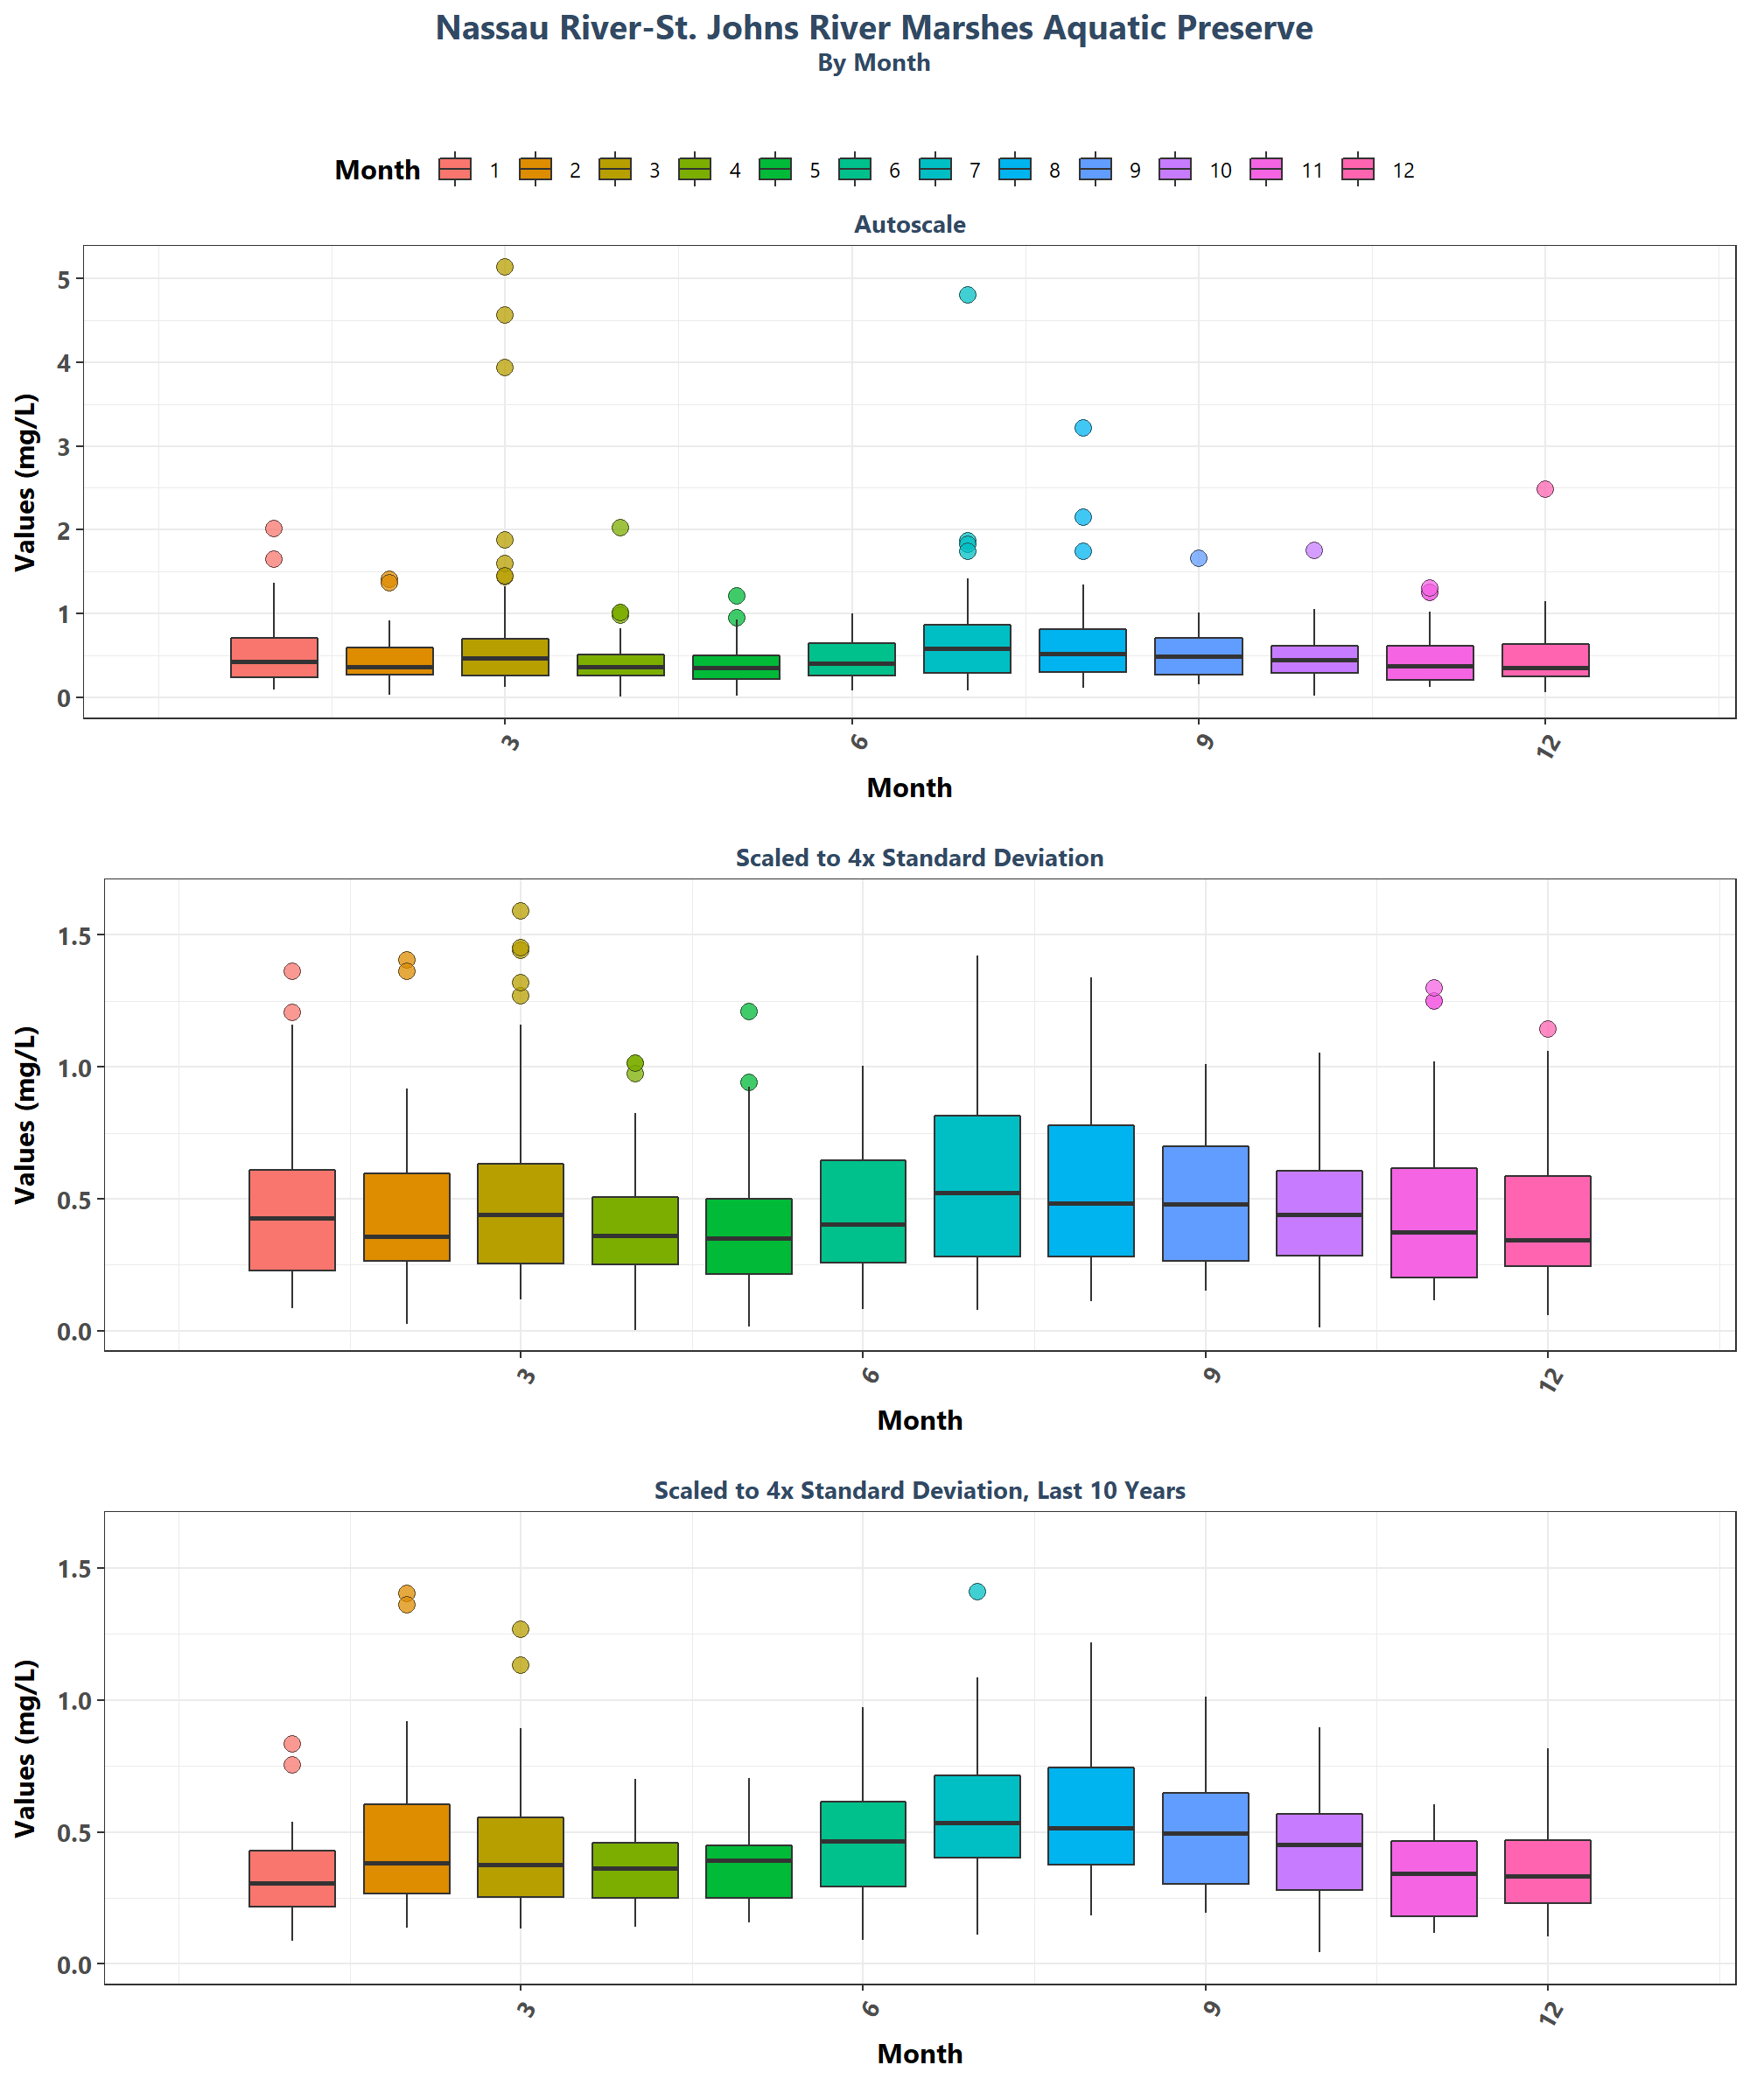 Nassau River-St. Johns River Marshes Aquatic Preserve
By Month
Month 1 2 3 4 5 6 7 8 9 10 11 12
Autoscale
Values (mg/L)
5
4
3
2
1
0
3 6 9 12
Month
Scaled to 4x Standard Deviation
Values (mg/L)
1.5
1.0
0.5
0.0
3 6 9 12
Month
Scaled to 4x Standard Deviation, Last 10 Years
Values (mg/L)
1.5
1.0
0.5
0.0
3 6 9 12
Month